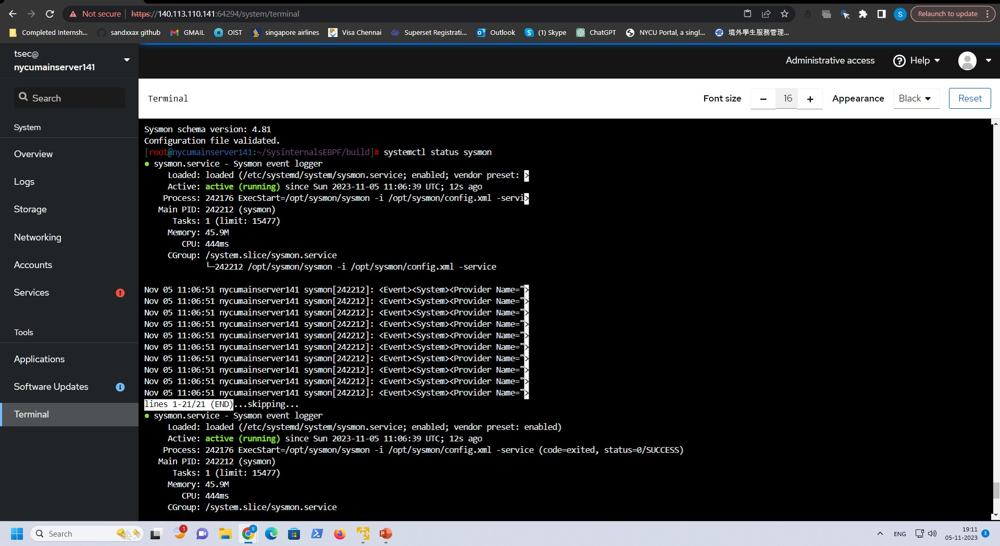 Not secure https://140.113.110.141:64294/system/terminal S Relaunch to update
Completed Internsh... sandxxax github GMAIL OIST singapore airlines Visa Chennai Superset Registrati... Outlook (1) Skype ChatGPT NYCU Portal, a singl... 境外學生服務管理...
tsec@
nycumainserver141
Administrative access Help
Search
Terminal Font size 16 Appearance Black Reset
System
Overview
Logs
Storage
Networking
Accounts
Services
Tools
Applications
Software Updates
Terminal
Sysmon schema version: 4.81
Configuration file validated.
[root@nycumainserver141:~/SysinternalsEBPF/build]# systemctl status sysmon
● sysmon.service - Sysmon event logger
Loaded: loaded (/etc/systemd/system/sysmon.service; enabled; vendor preset: >
Active: active (running) since Sun 2023-11-05 11:06:39 UTC; 12s ago
Process: 242176 ExecStart=/opt/sysmon/sysmon -i /opt/sysmon/config.xml -servi>
Main PID: 242212 (sysmon)
Tasks: 1 (limit: 15477)
Memory: 45.9M
CPU: 444ms
CGroup: /system.slice/sysmon.service
└─242212 /opt/sysmon/sysmon -i /opt/sysmon/config.xml -service
Nov 05 11:06:51 nycumainserver141 sysmon[242212]: <Event><System><Provider Name=">
Nov 05 11:06:51 nycumainserver141 sysmon[242212]: <Event><System><Provider Name=">
Nov 05 11:06:51 nycumainserver141 sysmon[242212]: <Event><System><Provider Name=">
Nov 05 11:06:51 nycumainserver141 sysmon[242212]: <Event><System><Provider Name=">
Nov 05 11:06:51 nycumainserver141 sysmon[242212]: <Event><System><Provider Name=">
Nov 05 11:06:51 nycumainserver141 sysmon[242212]: <Event><System><Provider Name=">
Nov 05 11:06:51 nycumainserver141 sysmon[242212]: <Event><System><Provider Name=">
Nov 05 11:06:51 nycumainserver141 sysmon[242212]: <Event><System><Provider Name=">
Nov 05 11:06:51 nycumainserver141 sysmon[242212]: <Event><System><Provider Name=">
Nov 05 11:06:51 nycumainserver141 sysmon[242212]: <Event><System><Provider Name=">
lines 1-21/21 (END)...skipping...
● sysmon.service - Sysmon event logger
Loaded: loaded (/etc/systemd/system/sysmon.service; enabled; vendor preset: enabled)
Active: active (running) since Sun 2023-11-05 11:06:39 UTC; 12s ago
Process: 242176 ExecStart=/opt/sysmon/sysmon -i /opt/sysmon/config.xml -service (code=exited, status=0/SUCCESS)
Main PID: 242212 (sysmon)
Tasks: 1 (limit: 15477)
Memory: 45.9M
CPU: 444ms
CGroup: /system.slice/sysmon.service
Search 1 ENG 19:11
05-11-2023 3